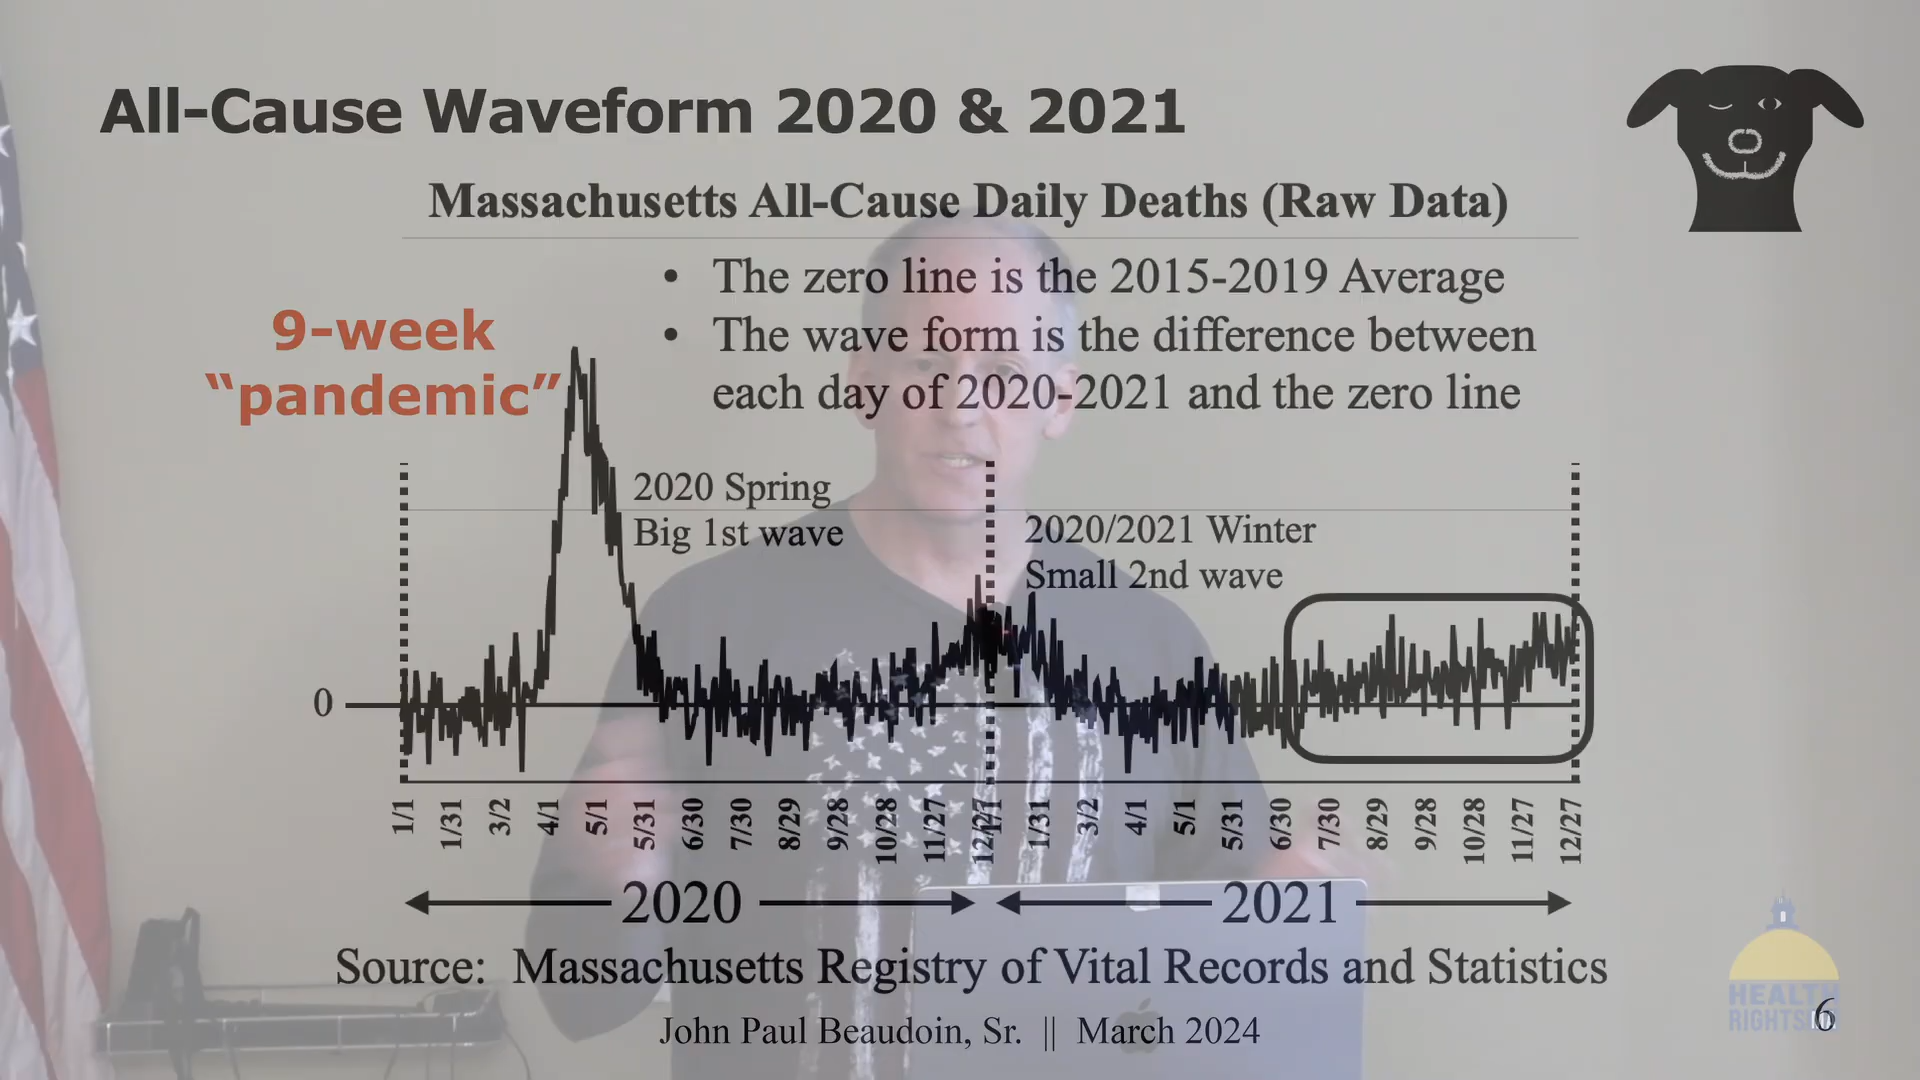 All-Cause Waveform 2020 & 2021
Massachusetts All-Cause Daily Deaths (Raw Data)
• The zero line is the 2015-2019 Average
• The wave form is the difference between
each day of 2020-2021 and the zero line
9-week
“pandemic”
2020 Spring
Big 1st wave
2020/2021 Winter
Small 2nd wave
0
1/1 1/31 3/2 4/1 5/1 5/31 6/30 7/30 8/29 9/28 10/28 11/27 12/27 1/1 1/31 3/2 4/1 5/1 5/31 6/30 7/30 8/29 9/28 10/28 11/27 12/27
2020 2021
Source: Massachusetts Registry of Vital Records and Statistics
HEALTH
RIGHTS
6
John Paul Beaudoin, Sr. || March 2024